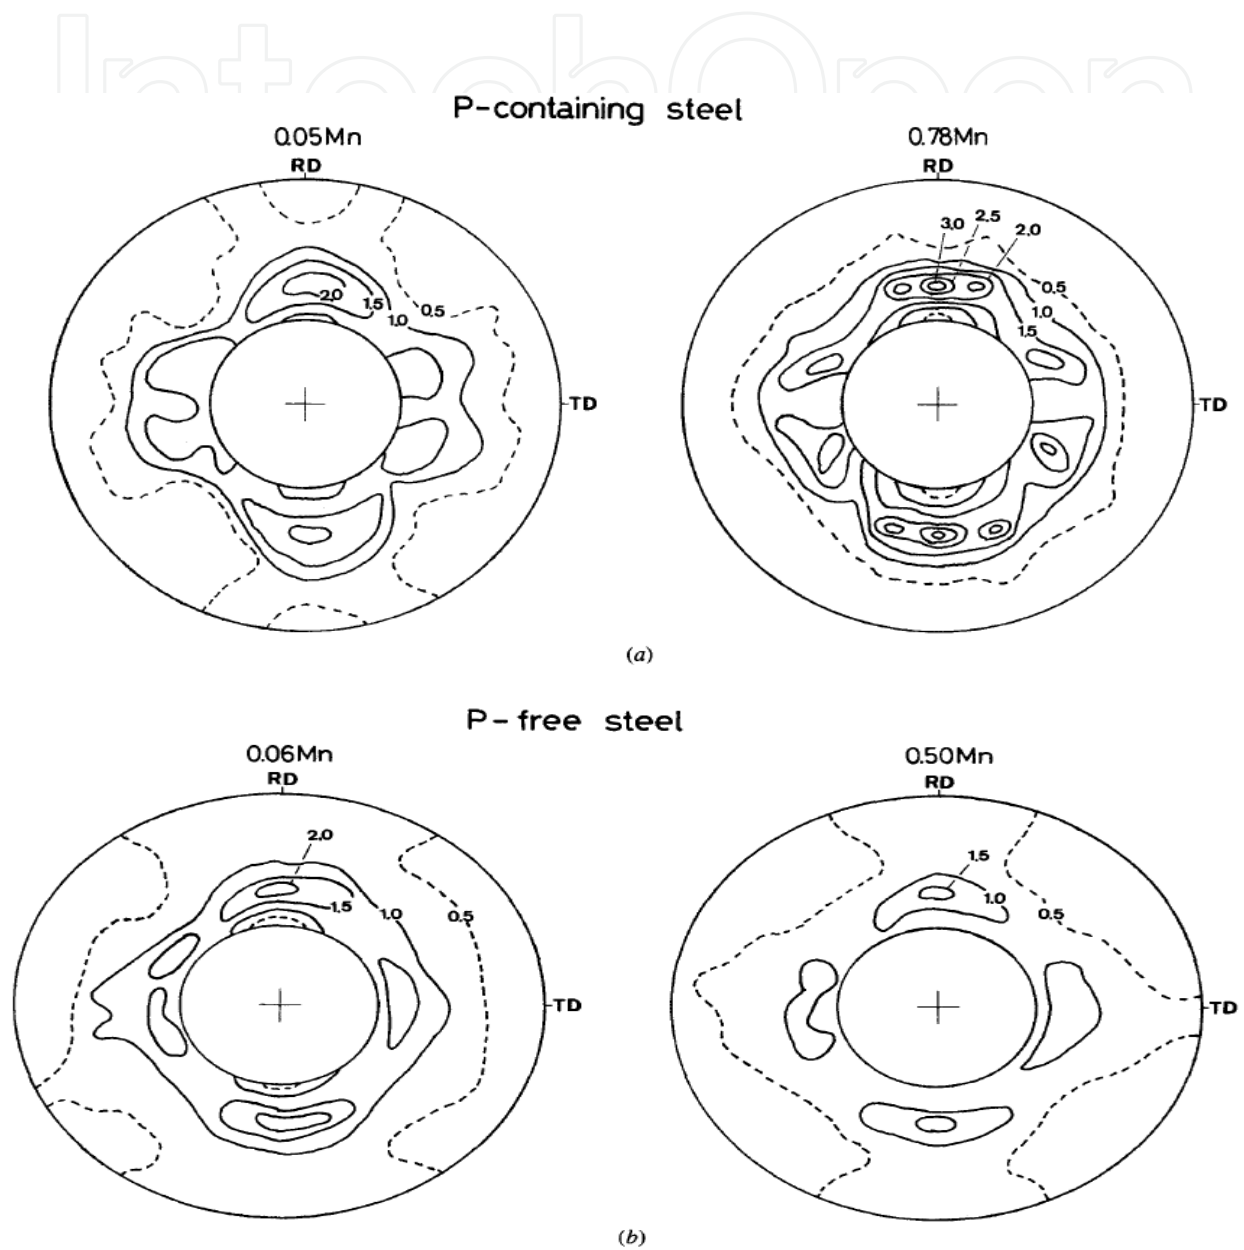 IntechOpen
P-containing steel
0.05Mn
RD
2.0 1.5 1.0 0.5
TD
0.78Mn
RD
3.0 2.5 2.0
0.5
1.0
1.5
TD
(a)
P-free steel
0.06Mn
RD
2.0
1.5 1.0 0.5
TD
0.50Mn
RD
1.5
1.0 0.5
TD
(b)